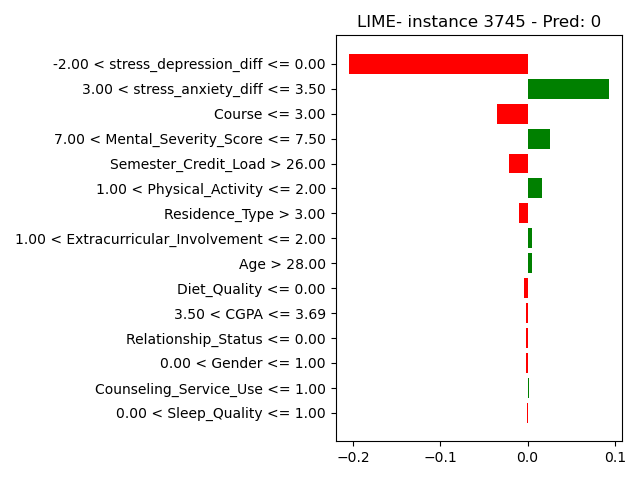 LIME- instance 3745 - Pred: 0
-2.00 < stress_depression_diff <= 0.00
3.00 < stress_anxiety_diff <= 3.50
Course <= 3.00
7.00 < Mental_Severity_Score <= 7.50
Semester_Credit_Load > 26.00
1.00 < Physical_Activity <= 2.00
Residence_Type > 3.00
1.00 < Extracurricular_Involvement <= 2.00
Age > 28.00
Diet_Quality <= 0.00
3.50 < CGPA <= 3.69
Relationship_Status <= 0.00
0.00 < Gender <= 1.00
Counseling_Service_Use <= 1.00
0.00 < Sleep_Quality <= 1.00
−0.2 −0.1 0.0 0.1